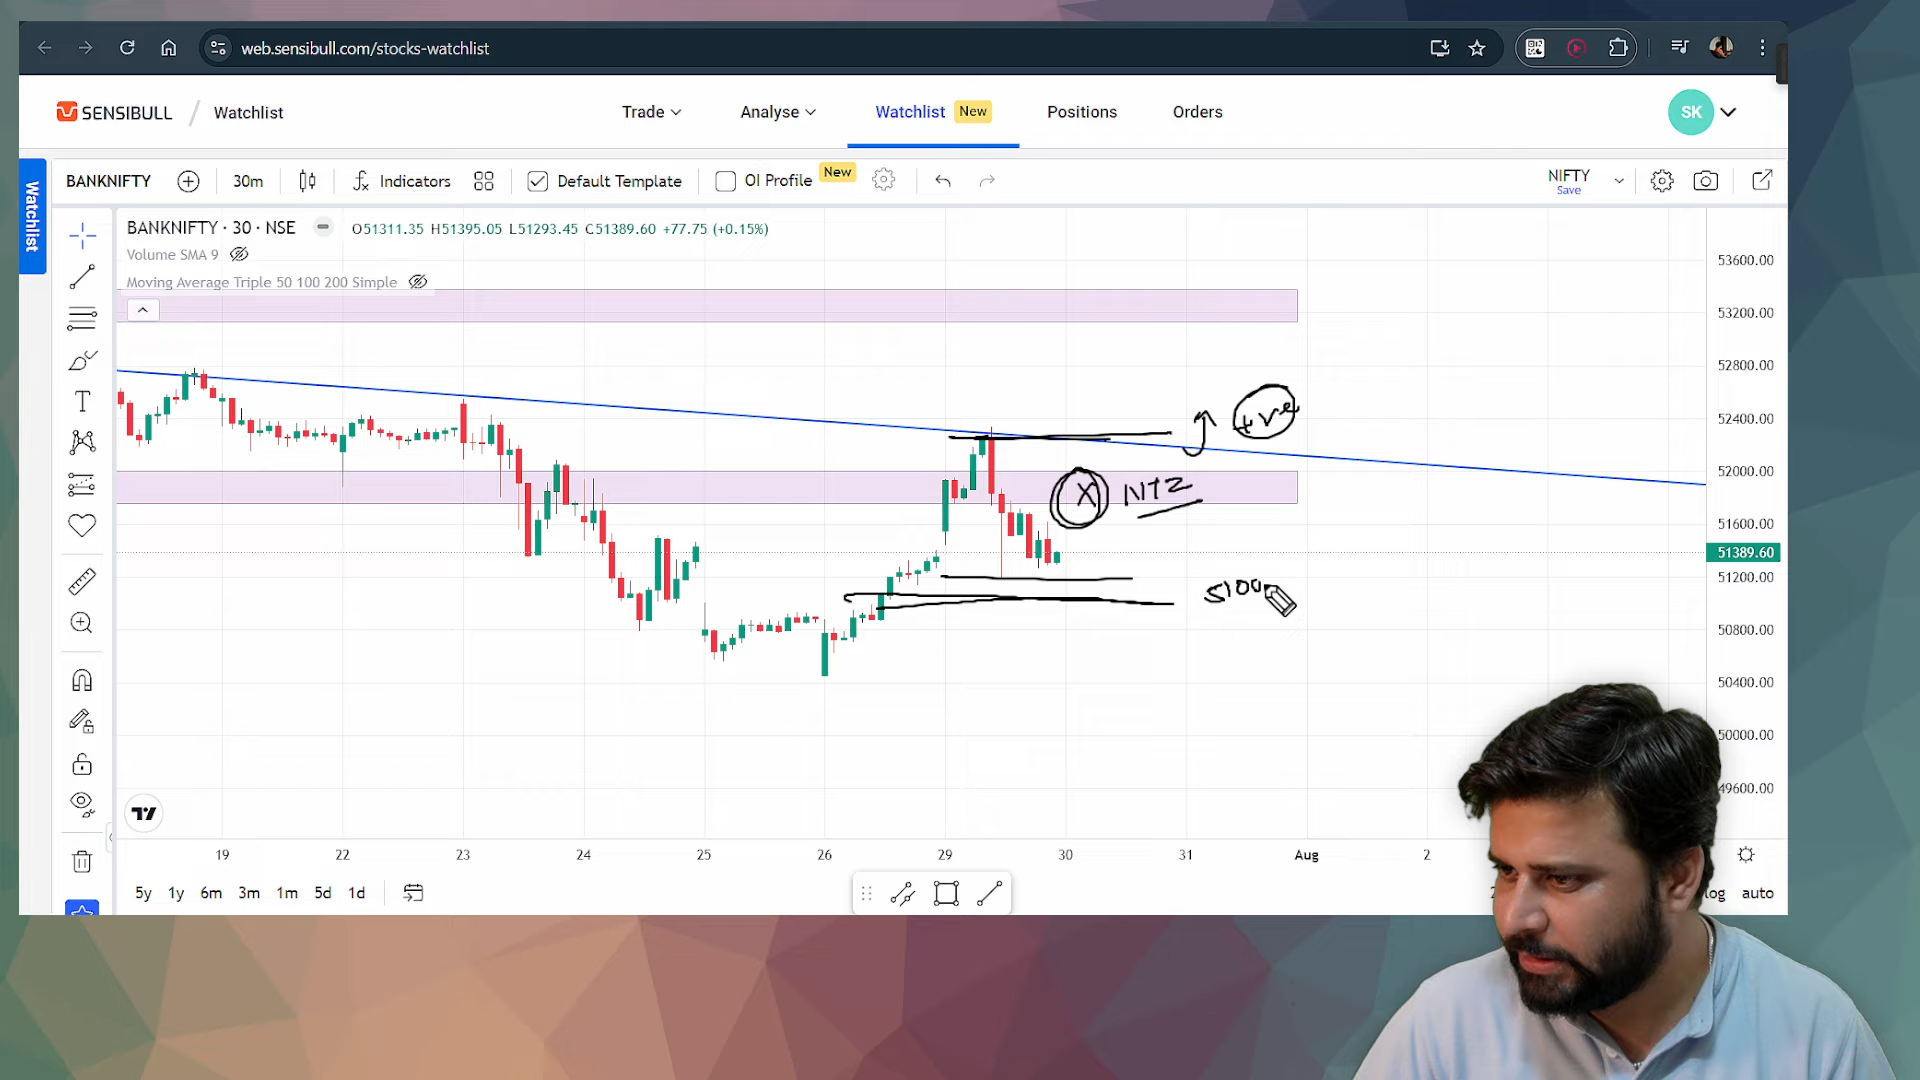 web.sensibull.com/stocks-watchlist
SENSIBULL / Watchlist
Trade
Analyse
Watchlist New
Positions
Orders
SK
Watchlist
BANKNIFTY
30m
Indicators
Default Template
OI Profile New
NIFTY
Save
BANKNIFTY · 30 · NSE
O51311.35 H51395.05 L51293.45 C51389.60 +77.75 (+0.15%)
Volume SMA 9
Moving Average Triple 50 100 200 Simple
53600.00
53200.00
52800.00
52400.00
52000.00
51600.00
51389.60
51200.00
50800.00
50400.00
50000.00
49600.00
+ve
X NTZ
5100
19 22 23 24 25 26 29 30 31 Aug 2
5y 1y 6m 3m 1m 5d 1d
log auto